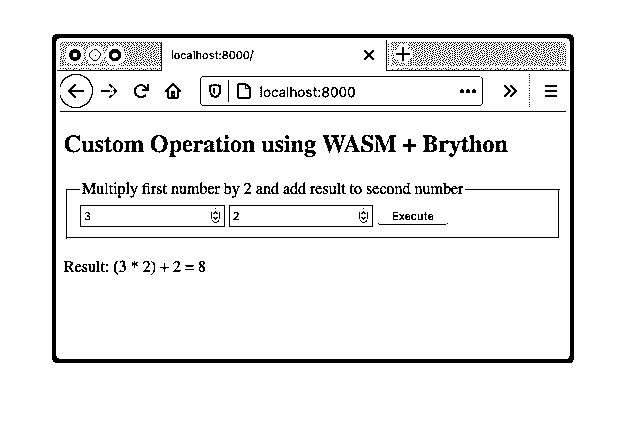 localhost:8000/
localhost:8000
Custom Operation using WASM + Brython
Multiply first number by 2 and add result to second number
3 2 Execute
Result: (3 * 2) + 2 = 8